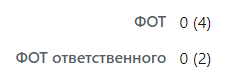 ФОТ 0 (4)
ФОТ ответственного 0 (2)